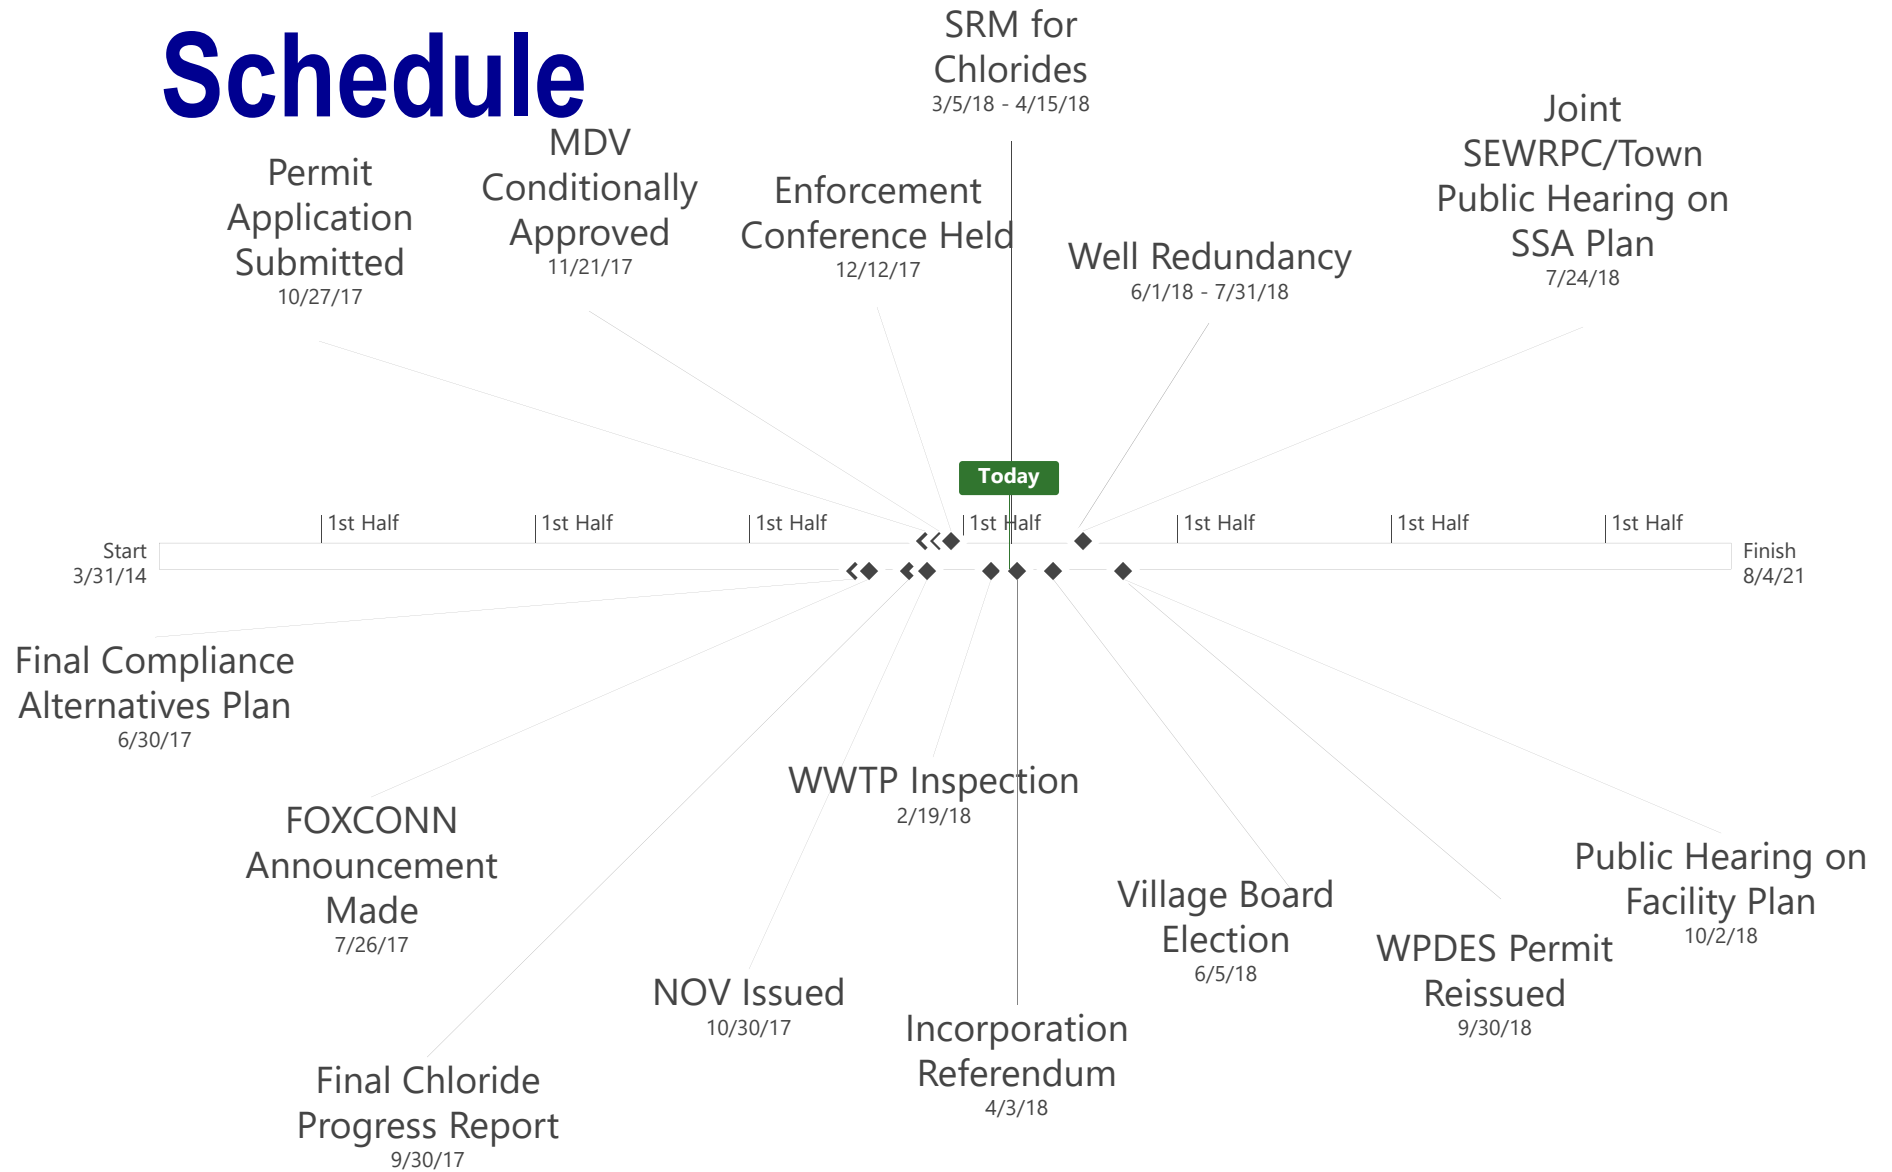 Schedule
SRM for
Chlorides
3/5/18 - 4/15/18
Permit
Application
Submitted
10/27/17
MDV
Conditionally
Approved
11/21/17
Enforcement
Conference Held
12/12/17
Well Redundancy
6/1/18 - 7/31/18
Joint
SEWRPC/Town
Public Hearing on
SSA Plan
7/24/18
Today
1st Half
1st Half
1st Half
1st Half
1st Half
1st Half
1st Half
Start
3/31/14
Finish
8/4/21
Final Compliance
Alternatives Plan
6/30/17
FOXCONN
Announcement
Made
7/26/17
Final Chloride
Progress Report
9/30/17
NOV Issued
10/30/17
WWTP Inspection
2/19/18
Incorporation
Referendum
4/3/18
Village Board
Election
6/5/18
WPDES Permit
Reissued
9/30/18
Public Hearing on
Facility Plan
10/2/18